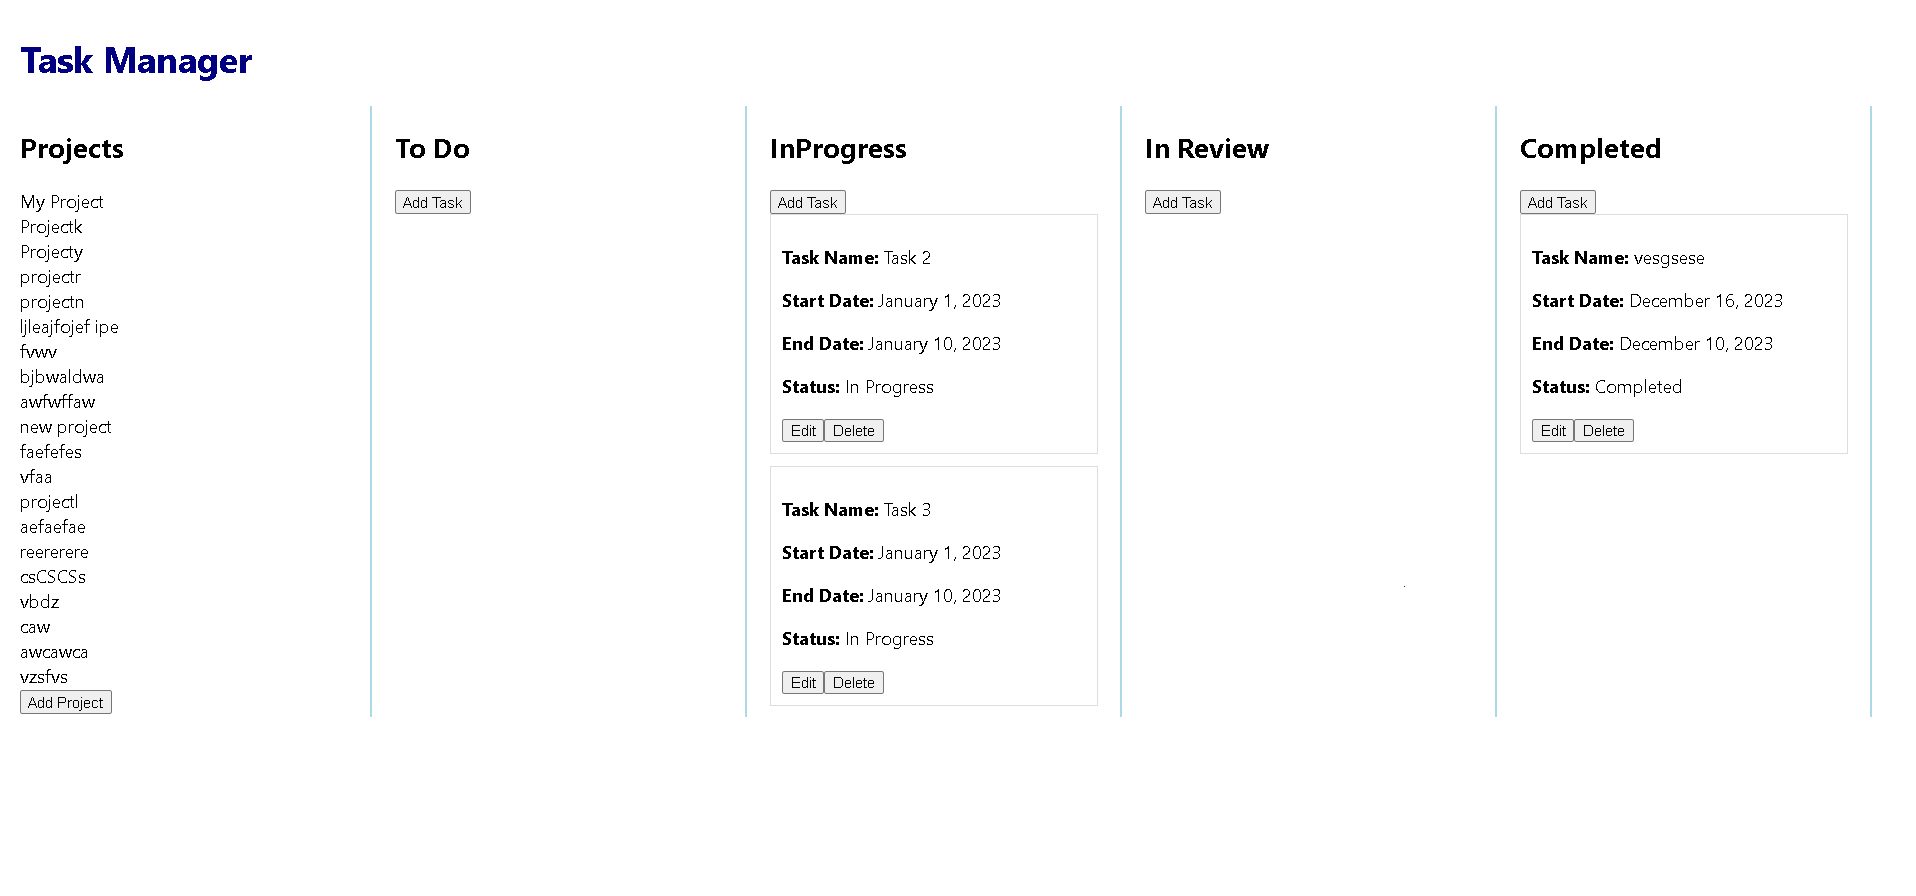 Task Manager
Projects
My Project
Projectk
Projecty
projectr
projectn
ljleajfojef ipe
fvwv
bjbwaldwa
awfwffaw
new project
faefefes
vfaa
projectl
aefaefae
reererere
csCSCSs
vbdz
caw
awcawca
vzsfvs
Add Project
To Do
Add Task
InProgress
Add Task
Task Name: Task 2
Start Date: January 1, 2023
End Date: January 10, 2023
Status: In Progress
Edit Delete
Task Name: Task 3
Start Date: January 1, 2023
End Date: January 10, 2023
Status: In Progress
Edit Delete
In Review
Add Task
Completed
Add Task
Task Name: vesgsese
Start Date: December 16, 2023
End Date: December 10, 2023
Status: Completed
Edit Delete